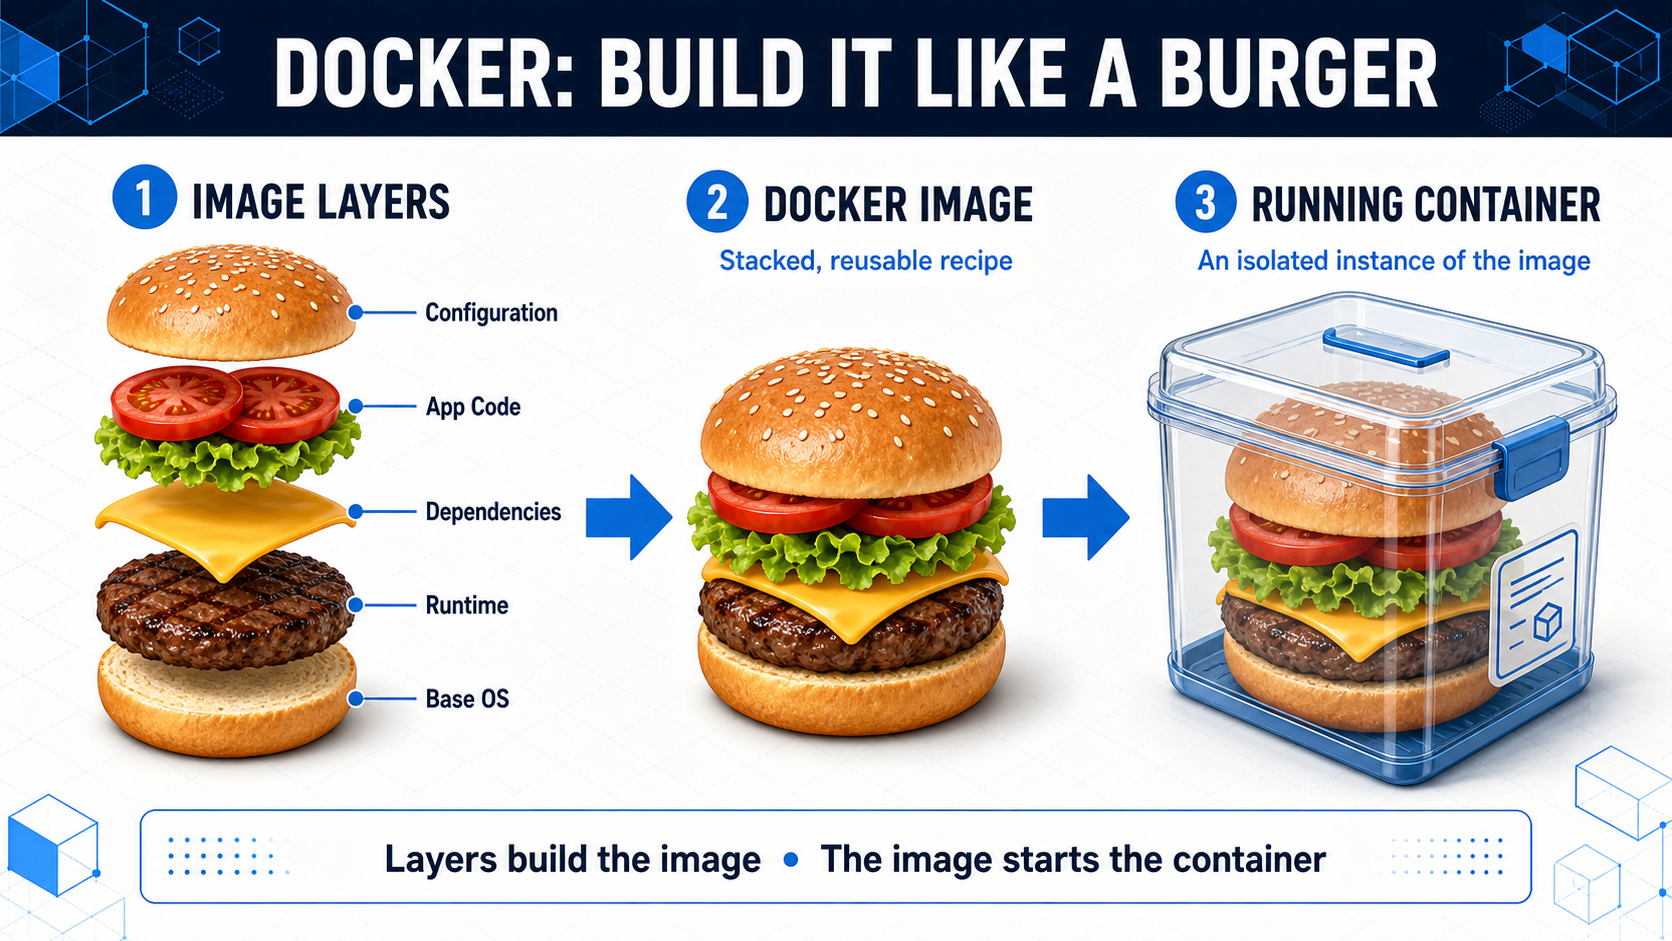 DOCKER: BUILD IT LIKE A BURGER
1 IMAGE LAYERS
Configuration
App Code
Dependencies
Runtime
Base OS
2 DOCKER IMAGE
Stacked, reusable recipe
3 RUNNING CONTAINER
An isolated instance of the image
Layers build the image • The image starts the container